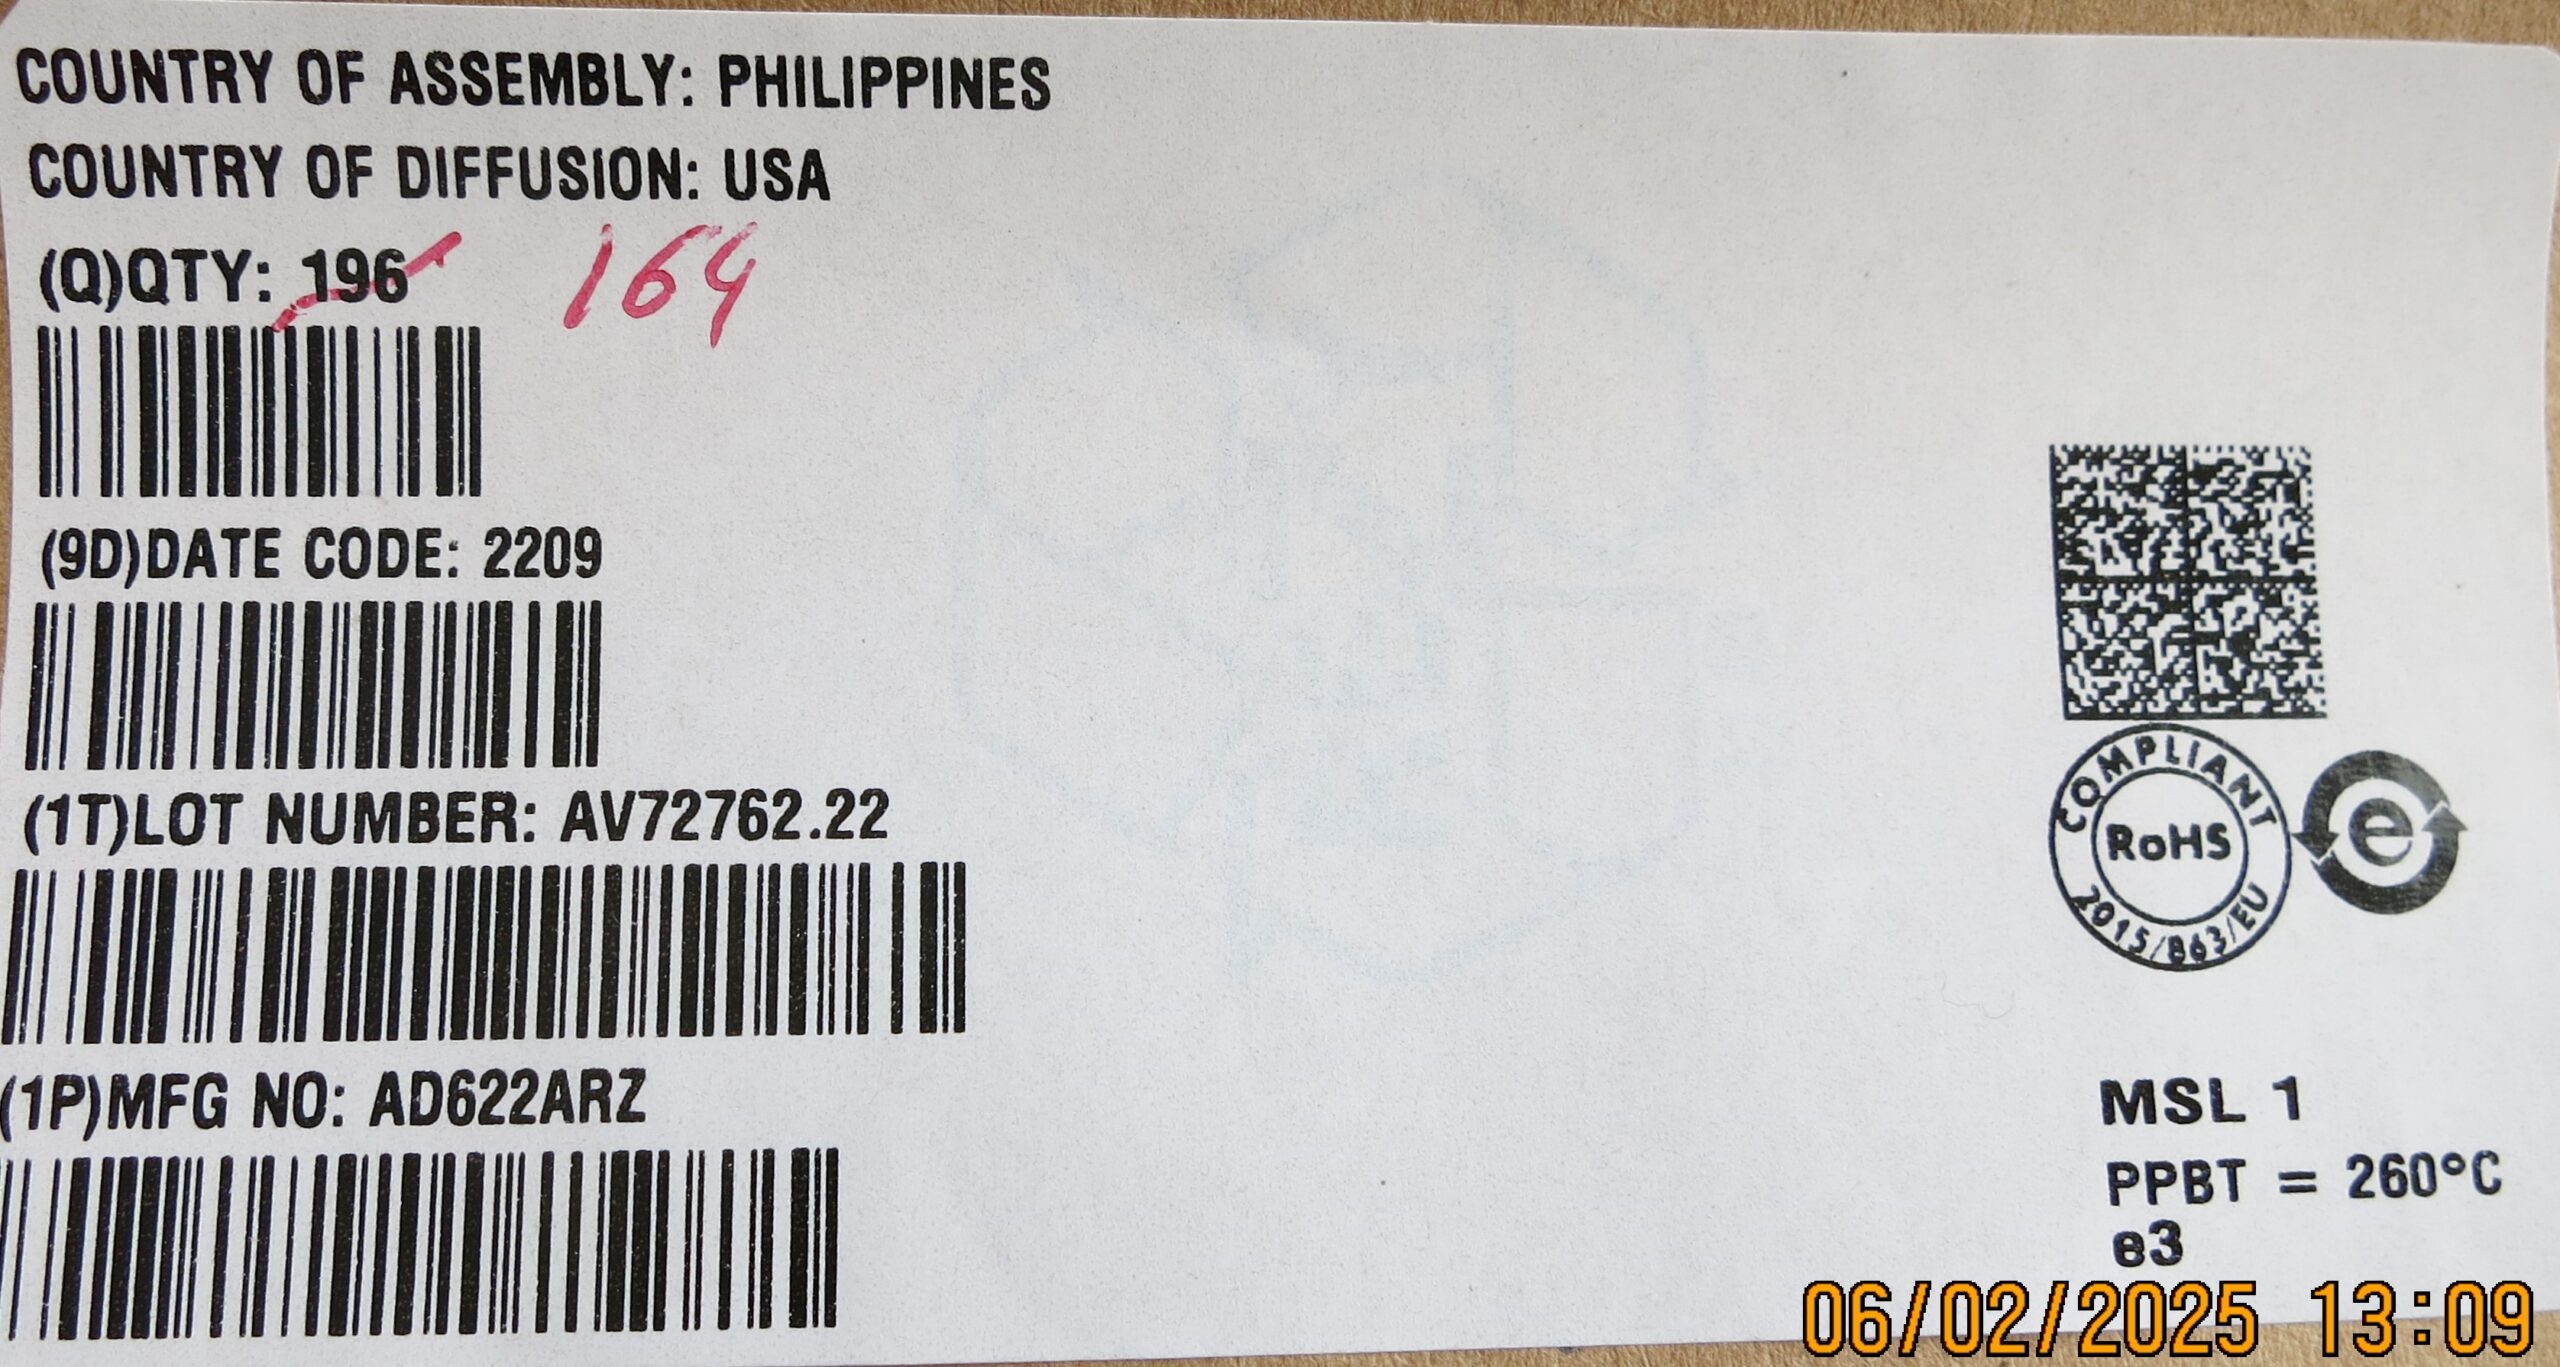 COUNTRY OF ASSEMBLY: PHILIPPINES
COUNTRY OF DIFFUSION: USA
(Q)QTY: 196 164
(9D)DATE CODE: 2209
(1T)LOT NUMBER: AV72762.22
COMPLIANT
RoHS
2015/863/EU
e
(1P)MFG NO: AD622ARZ
MSL 1
PPBT = 260°C
e3
06/02/2025 13:09